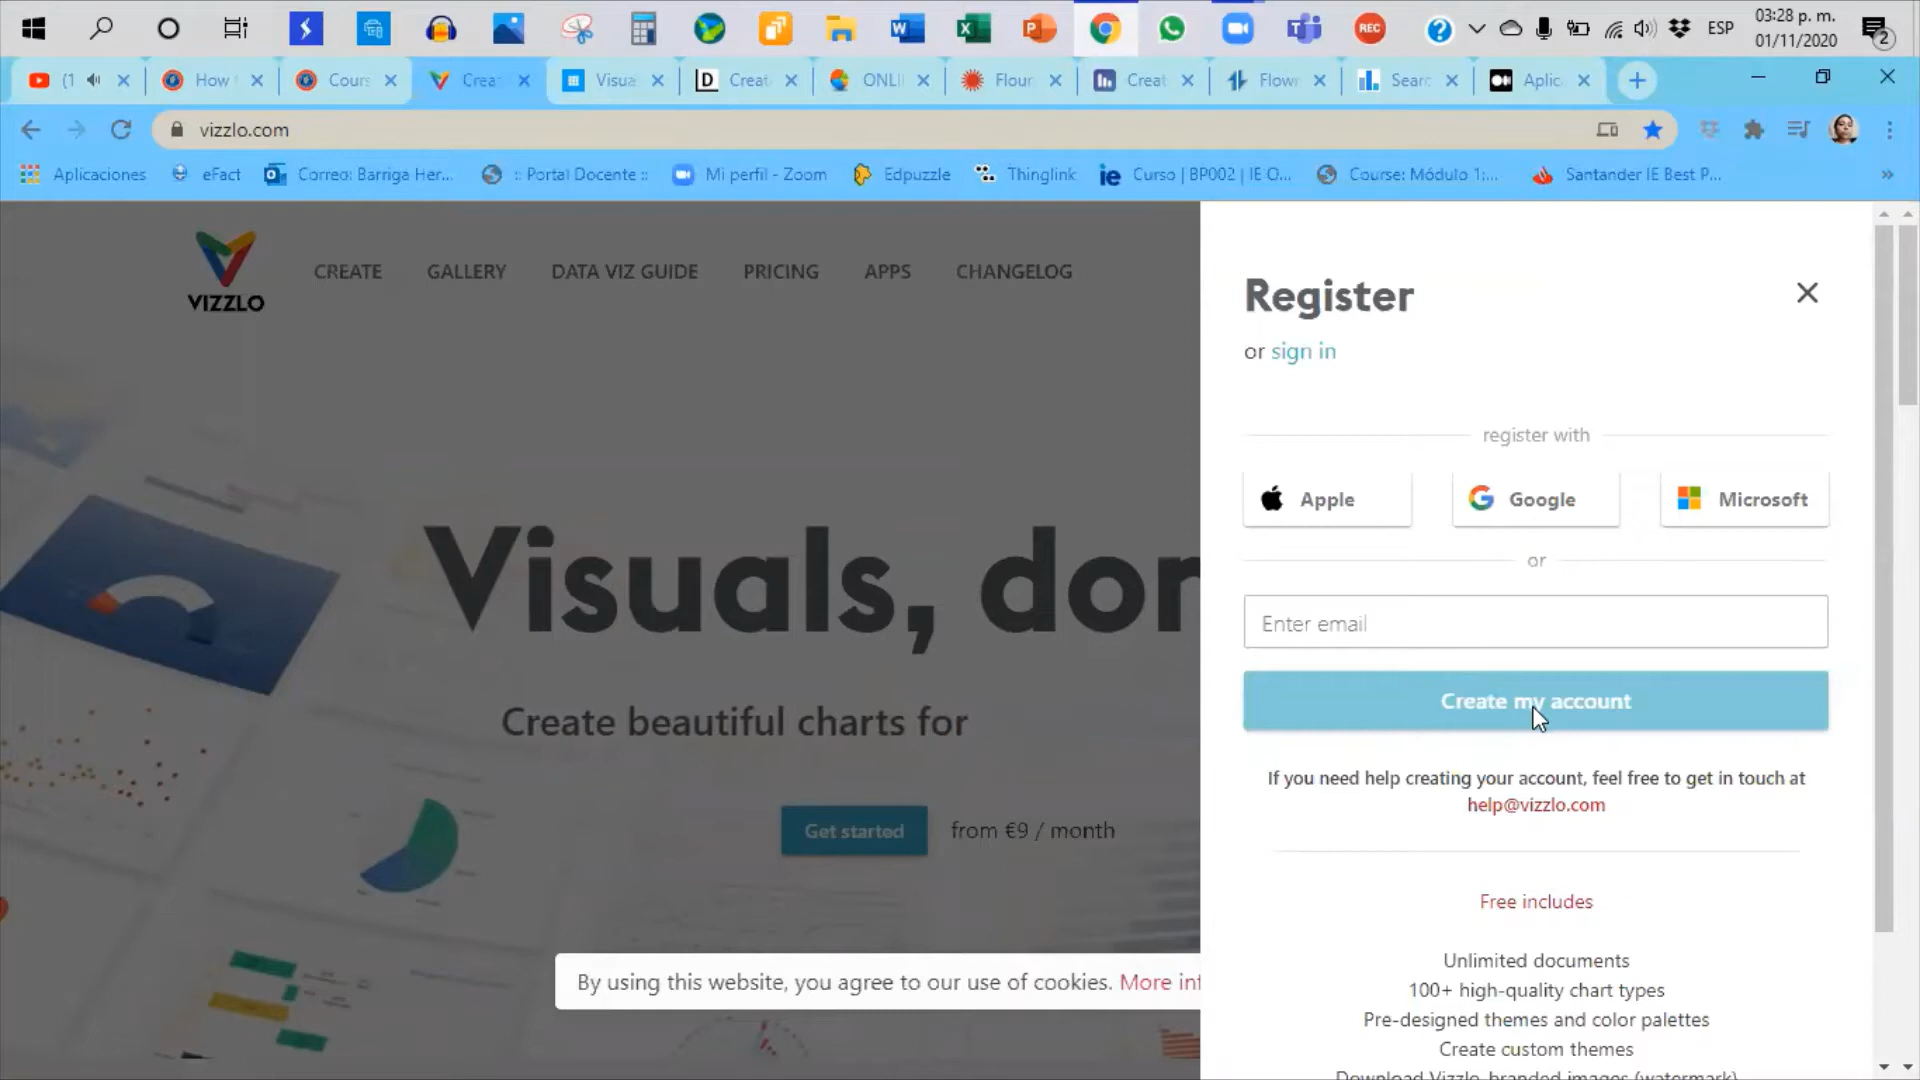 REC
ESP
03:28 p. m.
01/11/2020
2
(1
How
Cours
Crea
Visua
Creat
ONLI
Flour
Creat
Flow
Searc
Aplic
vizzlo.com
Aplicaciones
eFact
Correo: Barriga Her...
:: Portal Docente ::
Mi perfil - Zoom
Edpuzzle
Thinglink
Curso | BP002 | IE O...
Course: Módulo 1:...
Santander IE Best P...
»
VIZZLO
CREATE
GALLERY
DATA VIZ GUIDE
PRICING
APPS
CHANGELOG
Visuals, don
Create beautiful charts for
Get started
from €9 / month
By using this website, you agree to our use of cookies. More inf
Register
or sign in
register with
Apple
Google
Microsoft
or
Enter email
Create my account
If you need help creating your account, feel free to get in touch at
help@vizzlo.com
Free includes
Unlimited documents
100+ high-quality chart types
Pre-designed themes and color palettes
Create custom themes
Download Vizzlo-branded images (watermark)